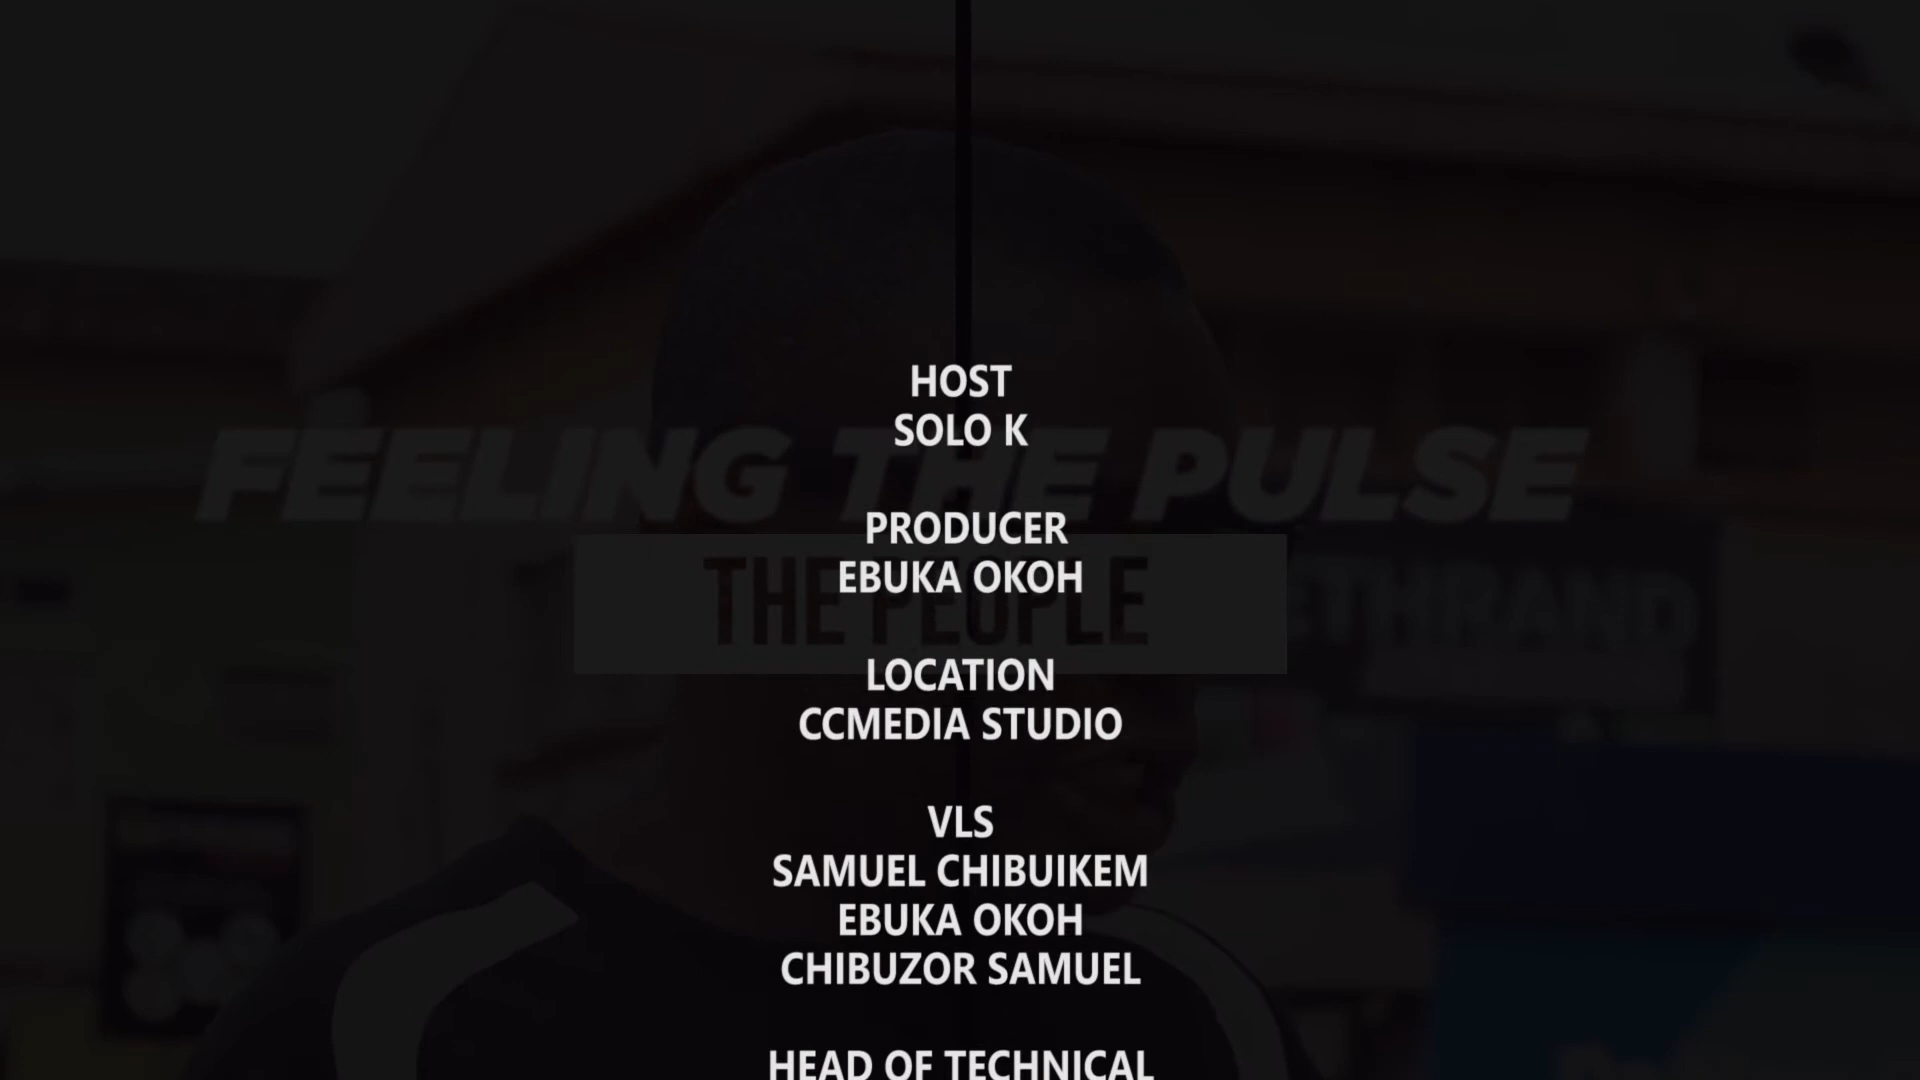 HOST
SOLO K
FEELING THE PULSE
PRODUCER
THE PEOPLE
EBUKA OKOH
LOCATION
CCMEDIA STUDIO
VLS
SAMUEL CHIBUIKEM
EBUKA OKOH
CHIBUZOR SAMUEL
HEAD OF TECHNICAL